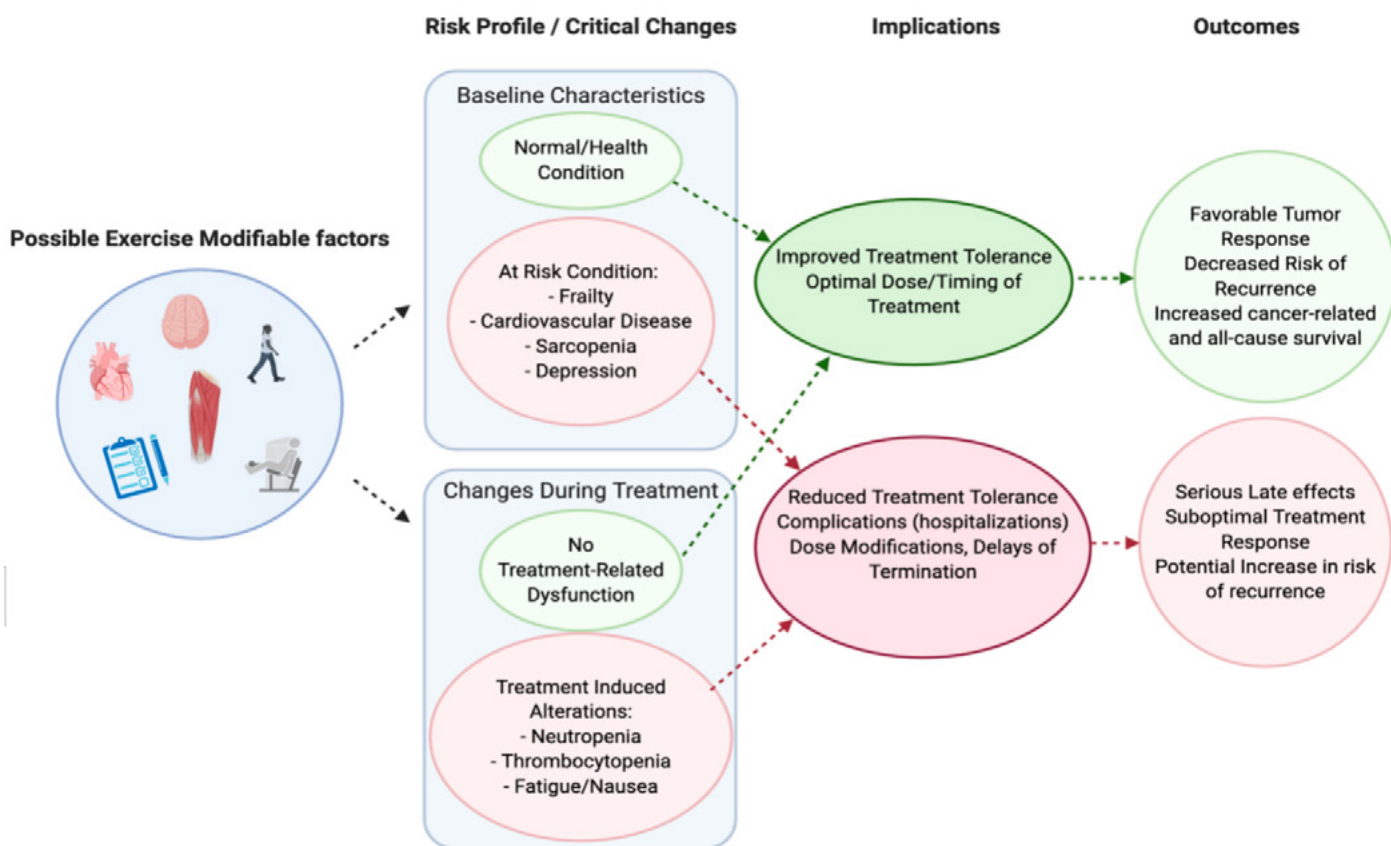 Risk Profile / Critical Changes
Implications
Outcomes
Possible Exercise Modifiable factors
Baseline Characteristics
Normal/Health
Condition
At Risk Condition:
- Frailty
- Cardiovascular Disease
- Sarcopenia
- Depression
Changes During Treatment
No
Treatment-Related
Dysfunction
Treatment Induced
Alterations:
- Neutropenia
- Thrombocytopenia
- Fatigue/Nausea
Improved Treatment Tolerance
Optimal Dose/Timing of
Treatment
Reduced Treatment Tolerance
Complications (hospitalizations)
Dose Modifications, Delays of
Termination
Favorable Tumor
Response
Decreased Risk of
Recurrence
Increased cancer-related
and all-cause survival
Serious Late effects
Suboptimal Treatment
Response
Potential Increase in risk
of recurrence